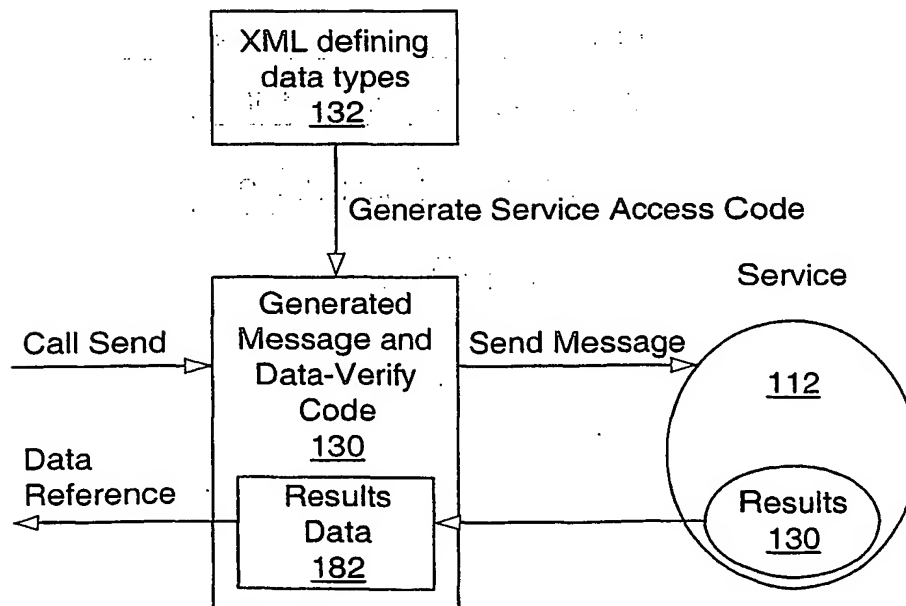 XML defining
data types
132
Generate Service Access Code
Service
Generated
Message and
Data-Verify
Code
130
Call Send
Send Message
112
Data
Reference
Results
Data
182
Results
130